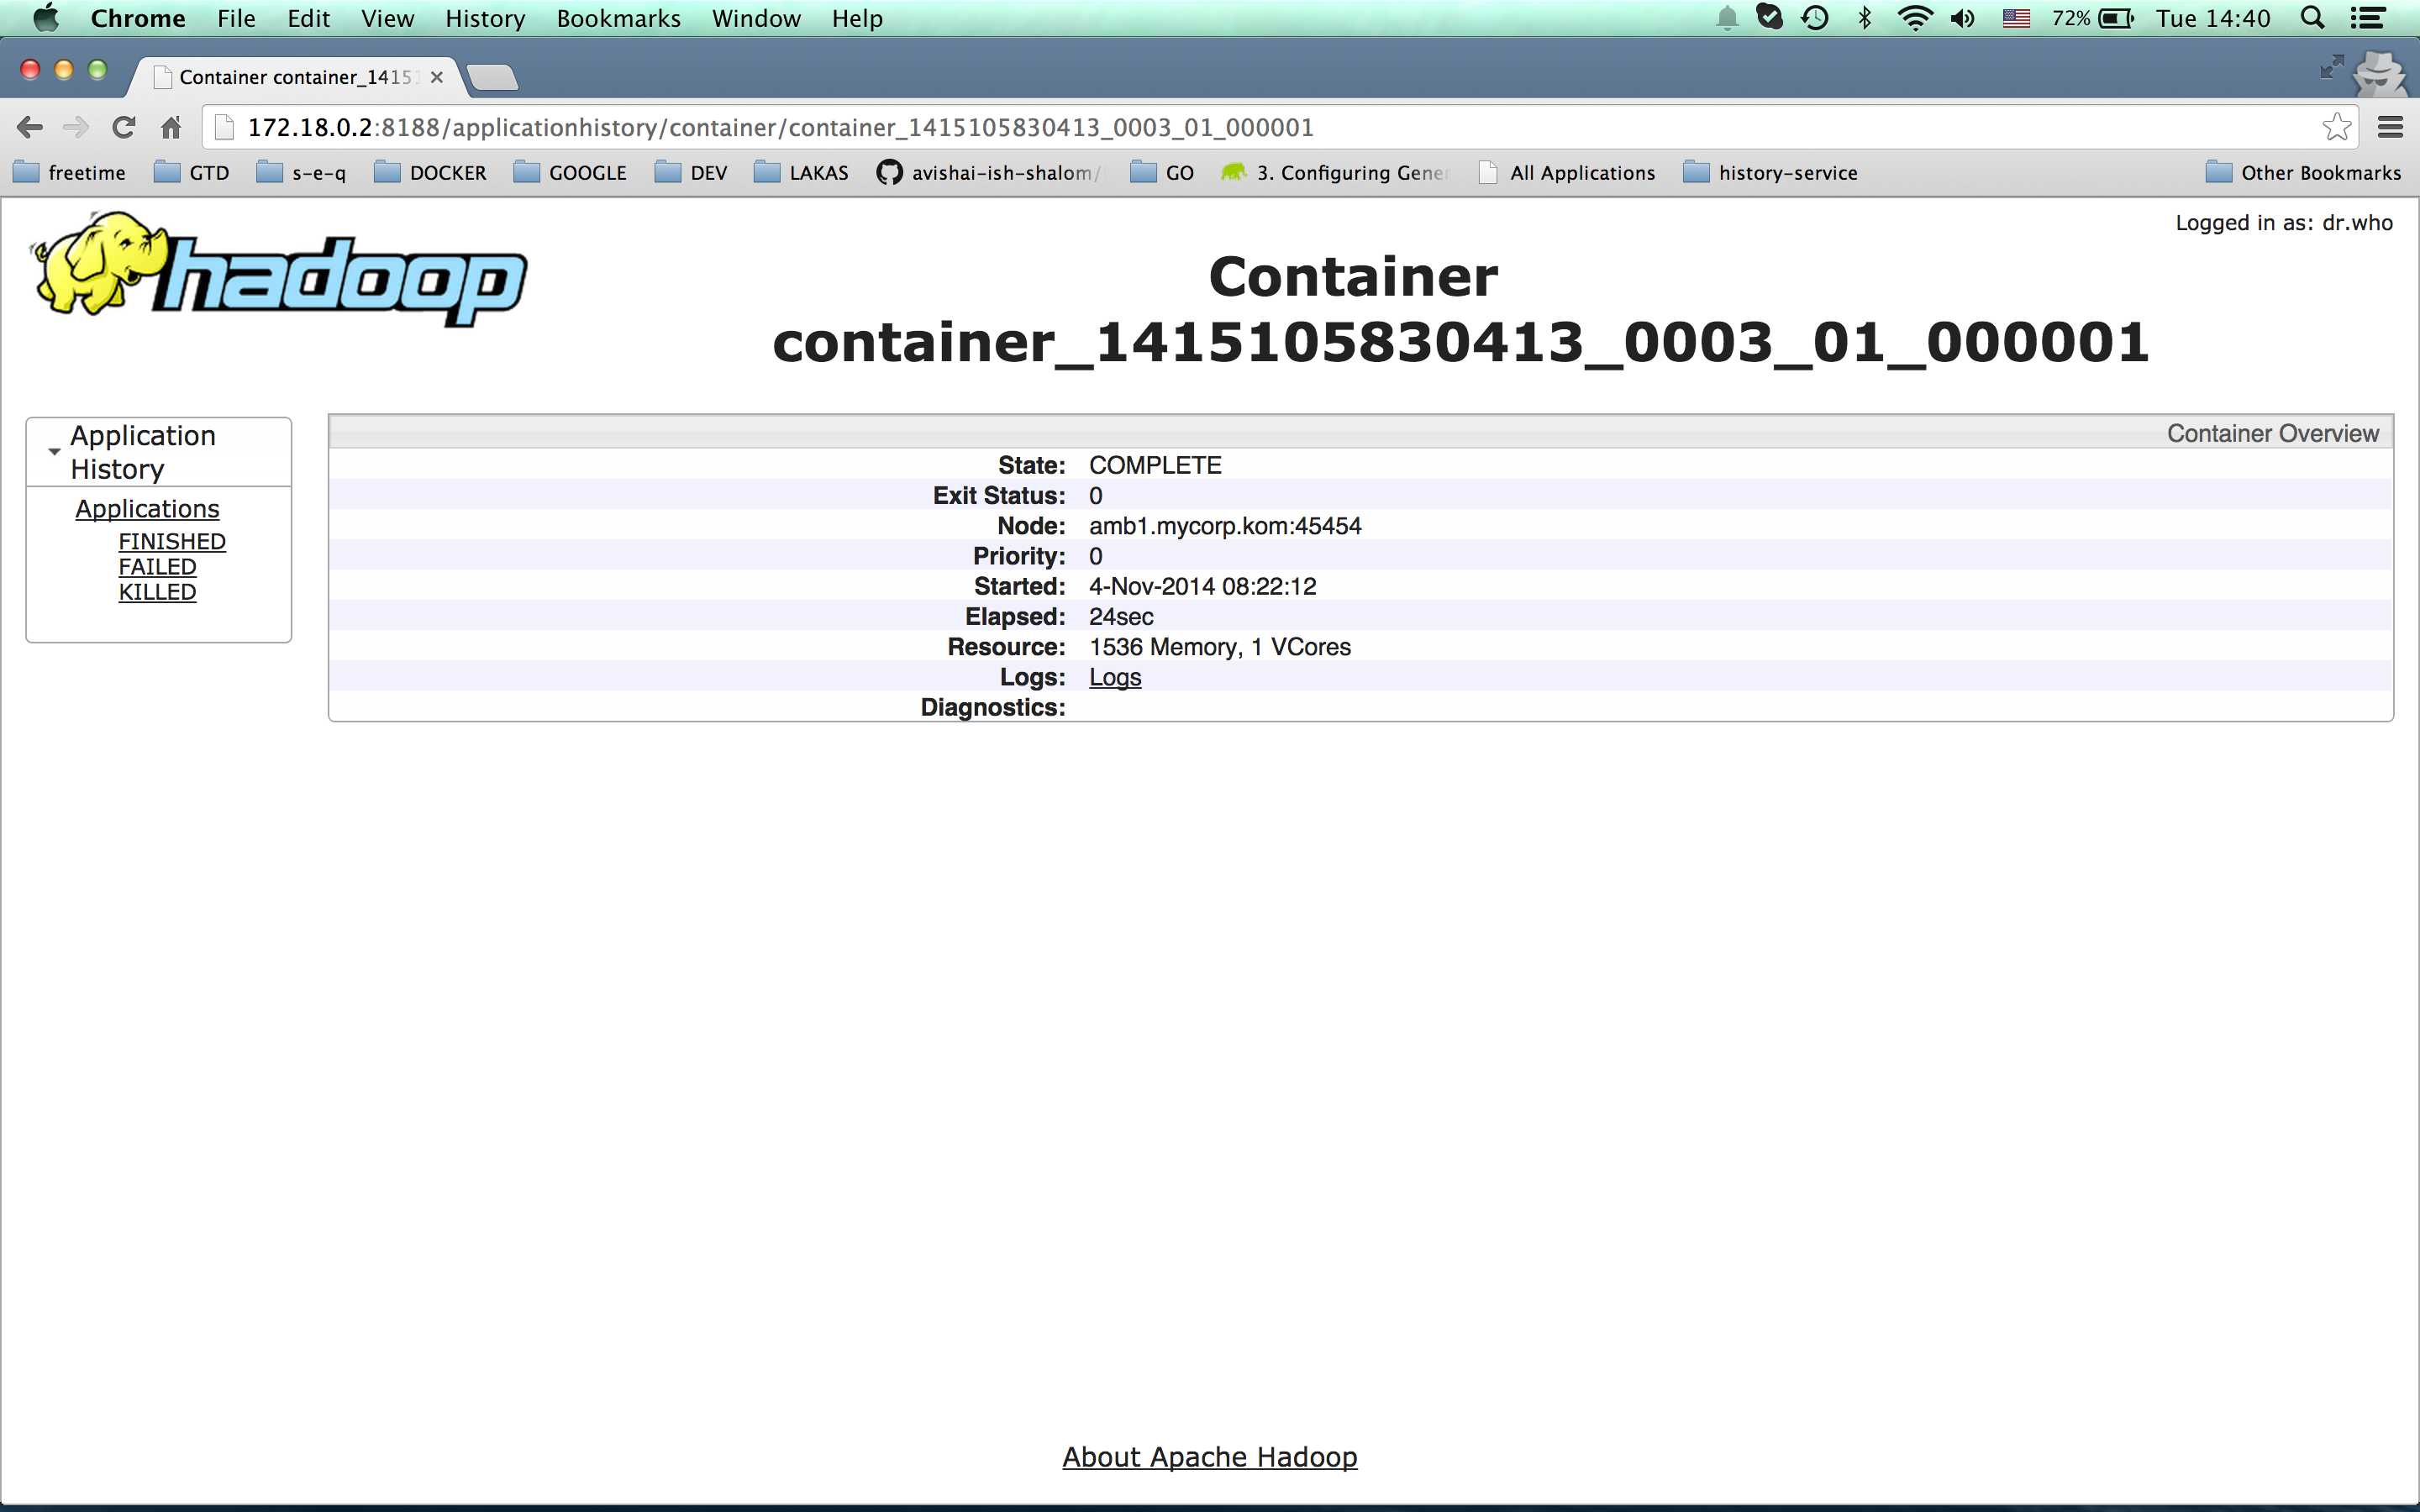 Chrome File Edit View History Bookmarks Window Help 72% Tue 14:40
Container container_1415
172.18.0.2:8188/applicationhistory/container/container_1415105830413_0003_01_000001
freetime GTD s-e-q DOCKER GOOGLE DEV LAKAS avishai-ish-shalom/ GO 3. Configuring Gener All Applications history-service Other Bookmarks
hadoop
Logged in as: dr.who
Container
container_1415105830413_0003_01_000001
Application
History
Applications
FINISHED
FAILED
KILLED
Container Overview
State: COMPLETE
Exit Status: 0
Node: amb1.mycorp.kom:45454
Priority: 0
Started: 4-Nov-2014 08:22:12
Elapsed: 24sec
Resource: 1536 Memory, 1 VCores
Logs: Logs
Diagnostics:
About Apache Hadoop